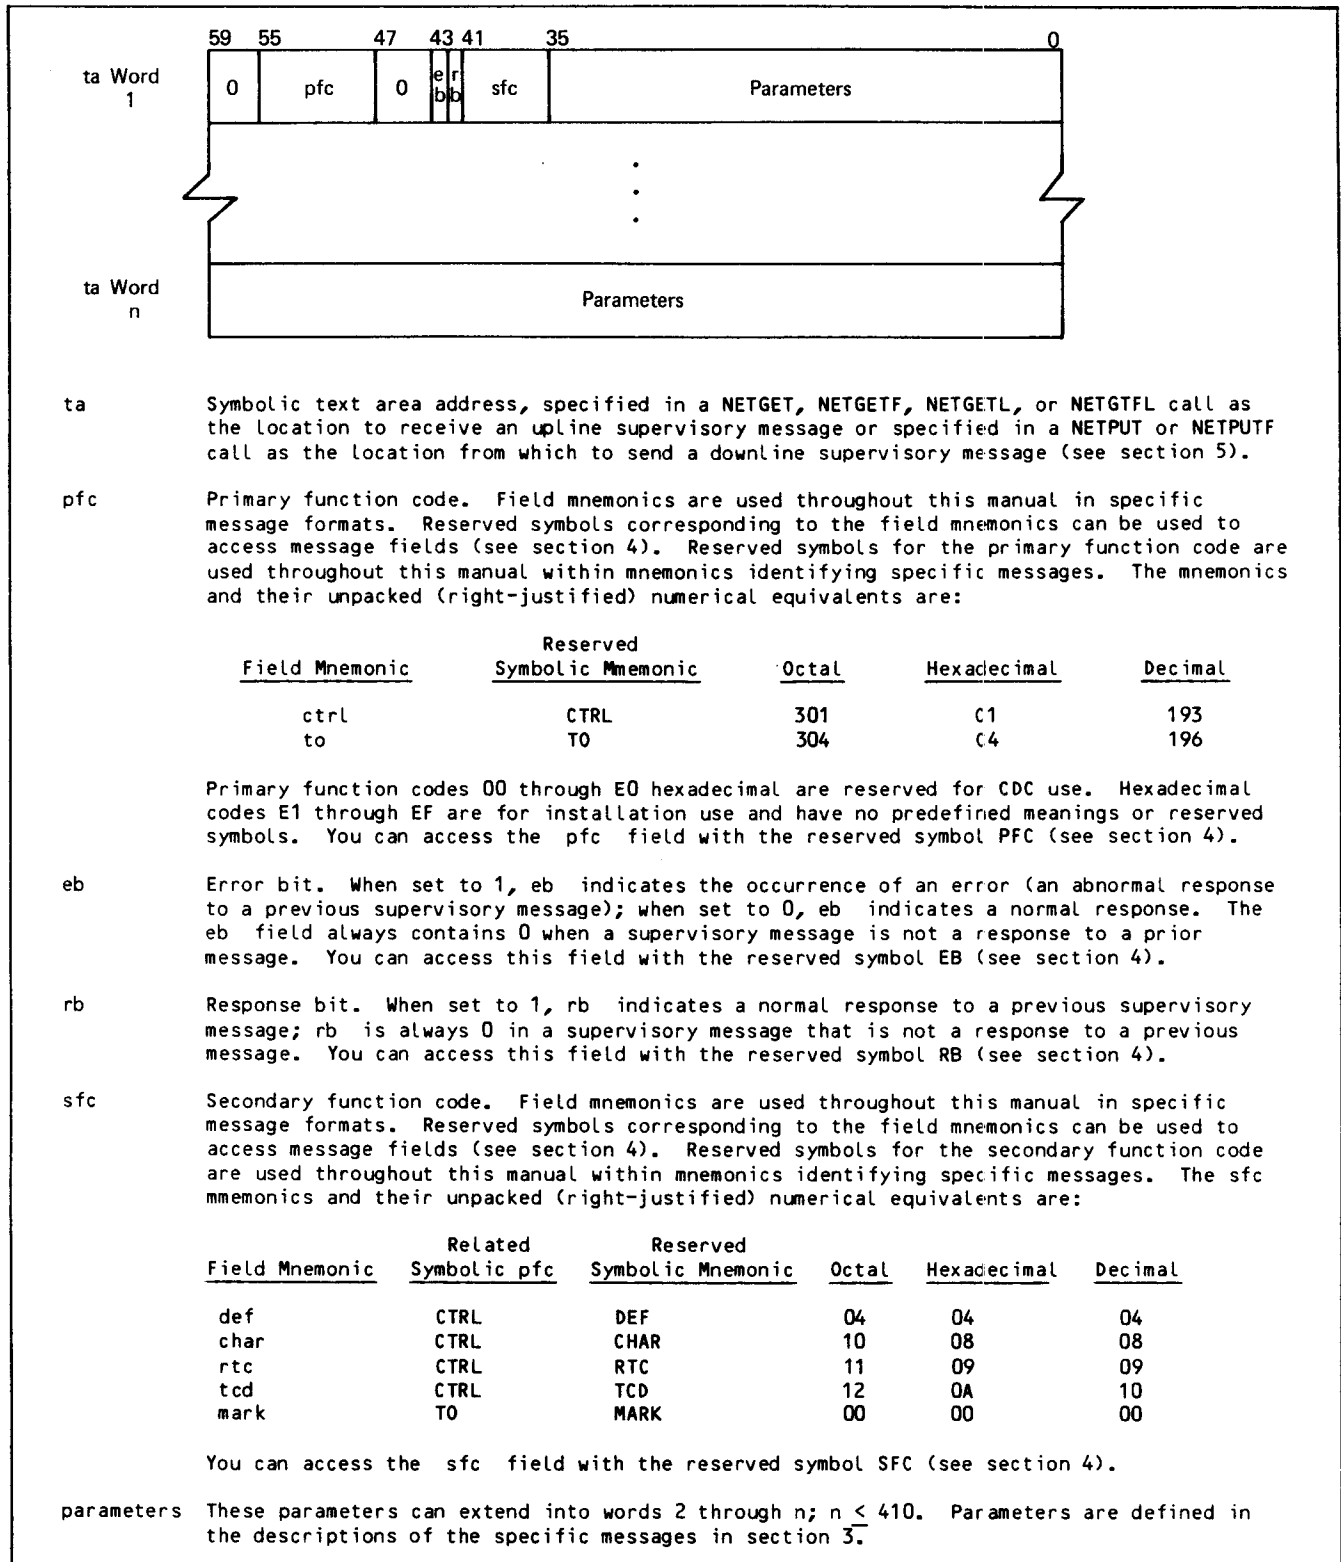 59 55 47 43 41 35 0
ta Word
1
0 pfc 0 eb rb sfc Parameters
ta Word
n
Parameters
ta Symbolic text area address, specified in a NETGET, NETGETF, NETGETL, or NETGTFL call as
the location to receive an upline supervisory message or specified in a NETPUT or NETPUTF
call as the location from which to send a downline supervisory message (see section 5).
pfc Primary function code. Field mnemonics are used throughout this manual in specific
message formats. Reserved symbols corresponding to the field mnemonics can be used to
access message fields (see section 4). Reserved symbols for the primary function code are
used throughout this manual within mnemonics identifying specific messages. The mnemonics
and their unpacked (right-justified) numerical equivalents are:
Reserved
Field Mnemonic Symbolic Mmemonic Octal Hexadecimal Decimal
ctrl CTRL 301 C1 193
to TO 304 C4 196
Primary function codes 00 through E0 hexadecimal are reserved for CDC use. Hexadecimal
codes E1 through EF are for installation use and have no predefined meanings or reserved
symbols. You can access the pfc field with the reserved symbol PFC (see section 4).
eb Error bit. When set to 1, eb indicates the occurrence of an error (an abnormal response
to a previous supervisory message); when set to 0, eb indicates a normal response. The
eb field always contains 0 when a supervisory message is not a response to a prior
message. You can access this field with the reserved symbol EB (see section 4).
rb Response bit. When set to 1, rb indicates a normal response to a previous supervisory
message; rb is always 0 in a supervisory message that is not a response to a previous
message. You can access this field with the reserved symbol RB (see section 4).
sfc Secondary function code. Field mnemonics are used throughout this manual in specific
message formats. Reserved symbols corresponding to the field mnemonics can be used to
access message fields (see section 4). Reserved symbols for the secondary function code
are used throughout this manual within mnemonics identifying specific messages. The sfc
mmemonics and their unpacked (right-justified) numerical equivalents are:
Related Reserved
Field Mnemonic Symbolic pfc Symbolic Mnemonic Octal Hexadecimal Decimal
def CTRL DEF 04 04 04
char CTRL CHAR 10 08 08
rtc CTRL RTC 11 09 09
tcd CTRL TCD 12 0A 10
mark TO MARK 00 00 00
You can access the sfc field with the reserved symbol SFC (see section 4).
parameters These parameters can extend into words 2 through n; n ≤ 410. Parameters are defined in
the descriptions of the specific messages in section 3.